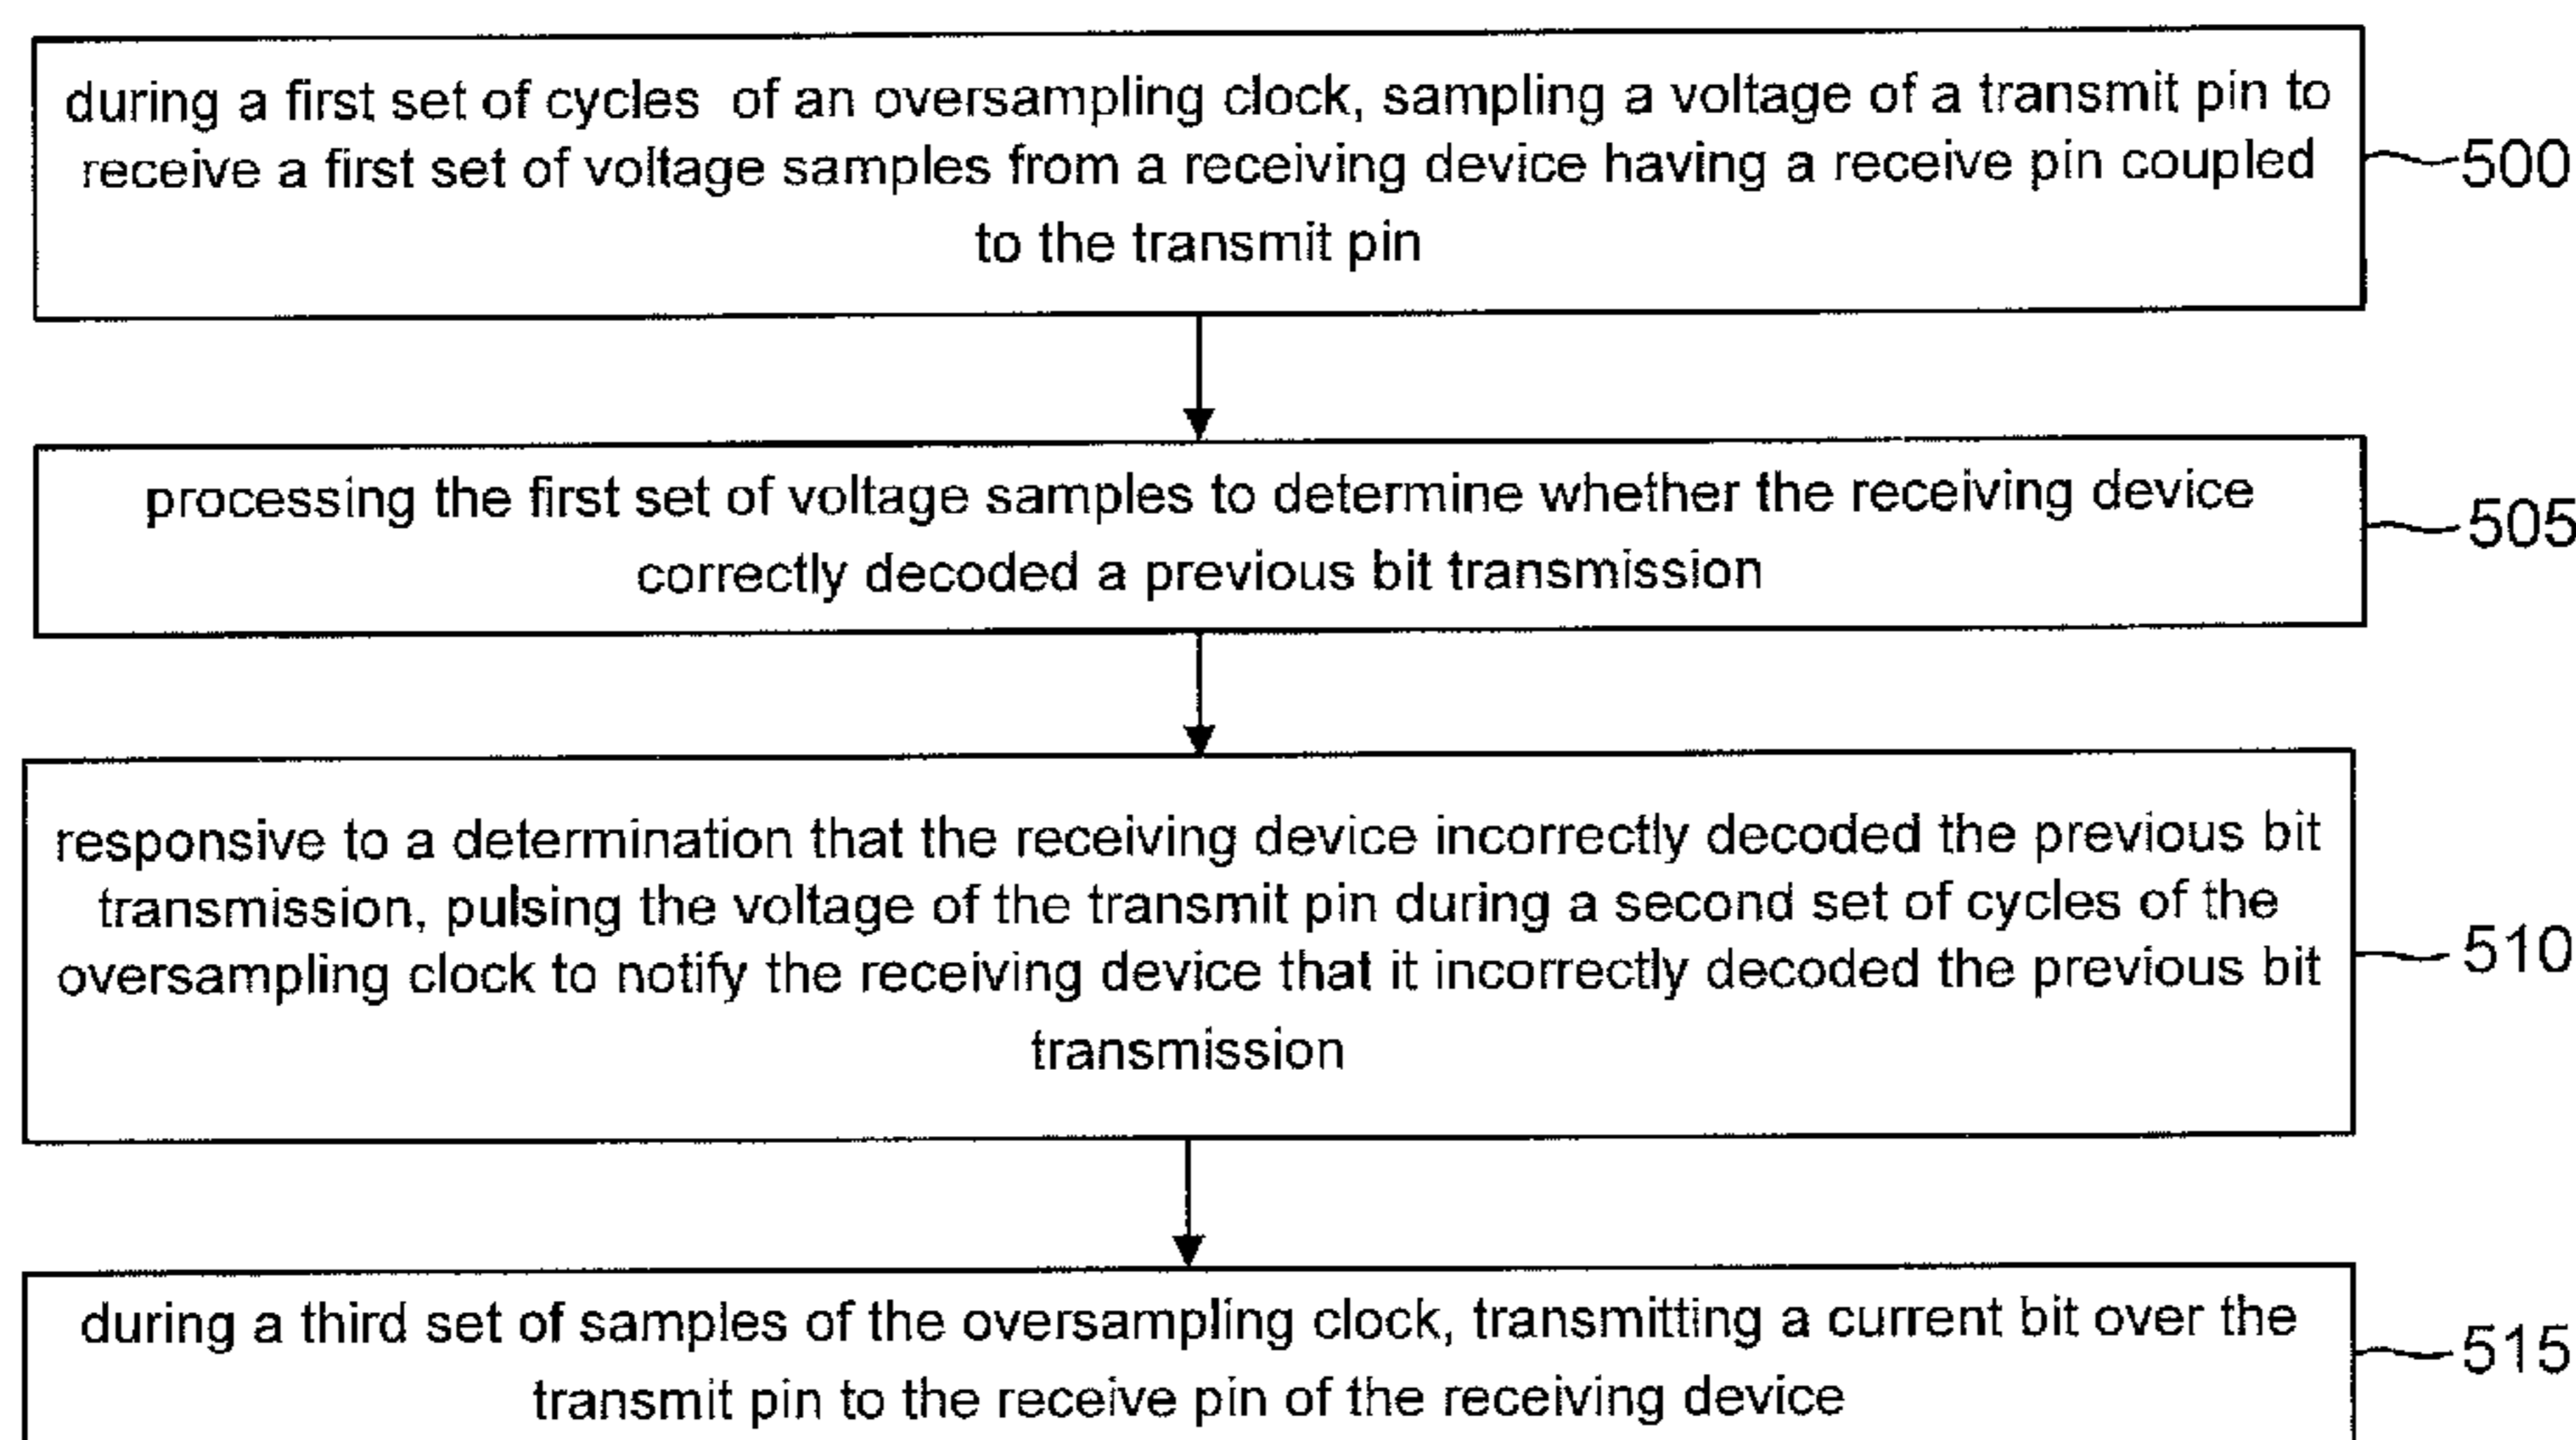 during a first set of cycles of an oversampling clock, sampling a voltage of a transmit pin to
receive a first set of voltage samples from a receiving device having a receive pin coupled
to the transmit pin
500
processing the first set of voltage samples to determine whether the receiving device
correctly decoded a previous bit transmission
505
responsive to a determination that the receiving device incorrectly decoded the previous bit
transmission, pulsing the voltage of the transmit pin during a second set of cycles of the
oversampling clock to notify the receiving device that it incorrectly decoded the previous bit
transmission
510
during a third set of samples of the oversampling clock, transmitting a current bit over the
transmit pin to the receive pin of the receiving device
515